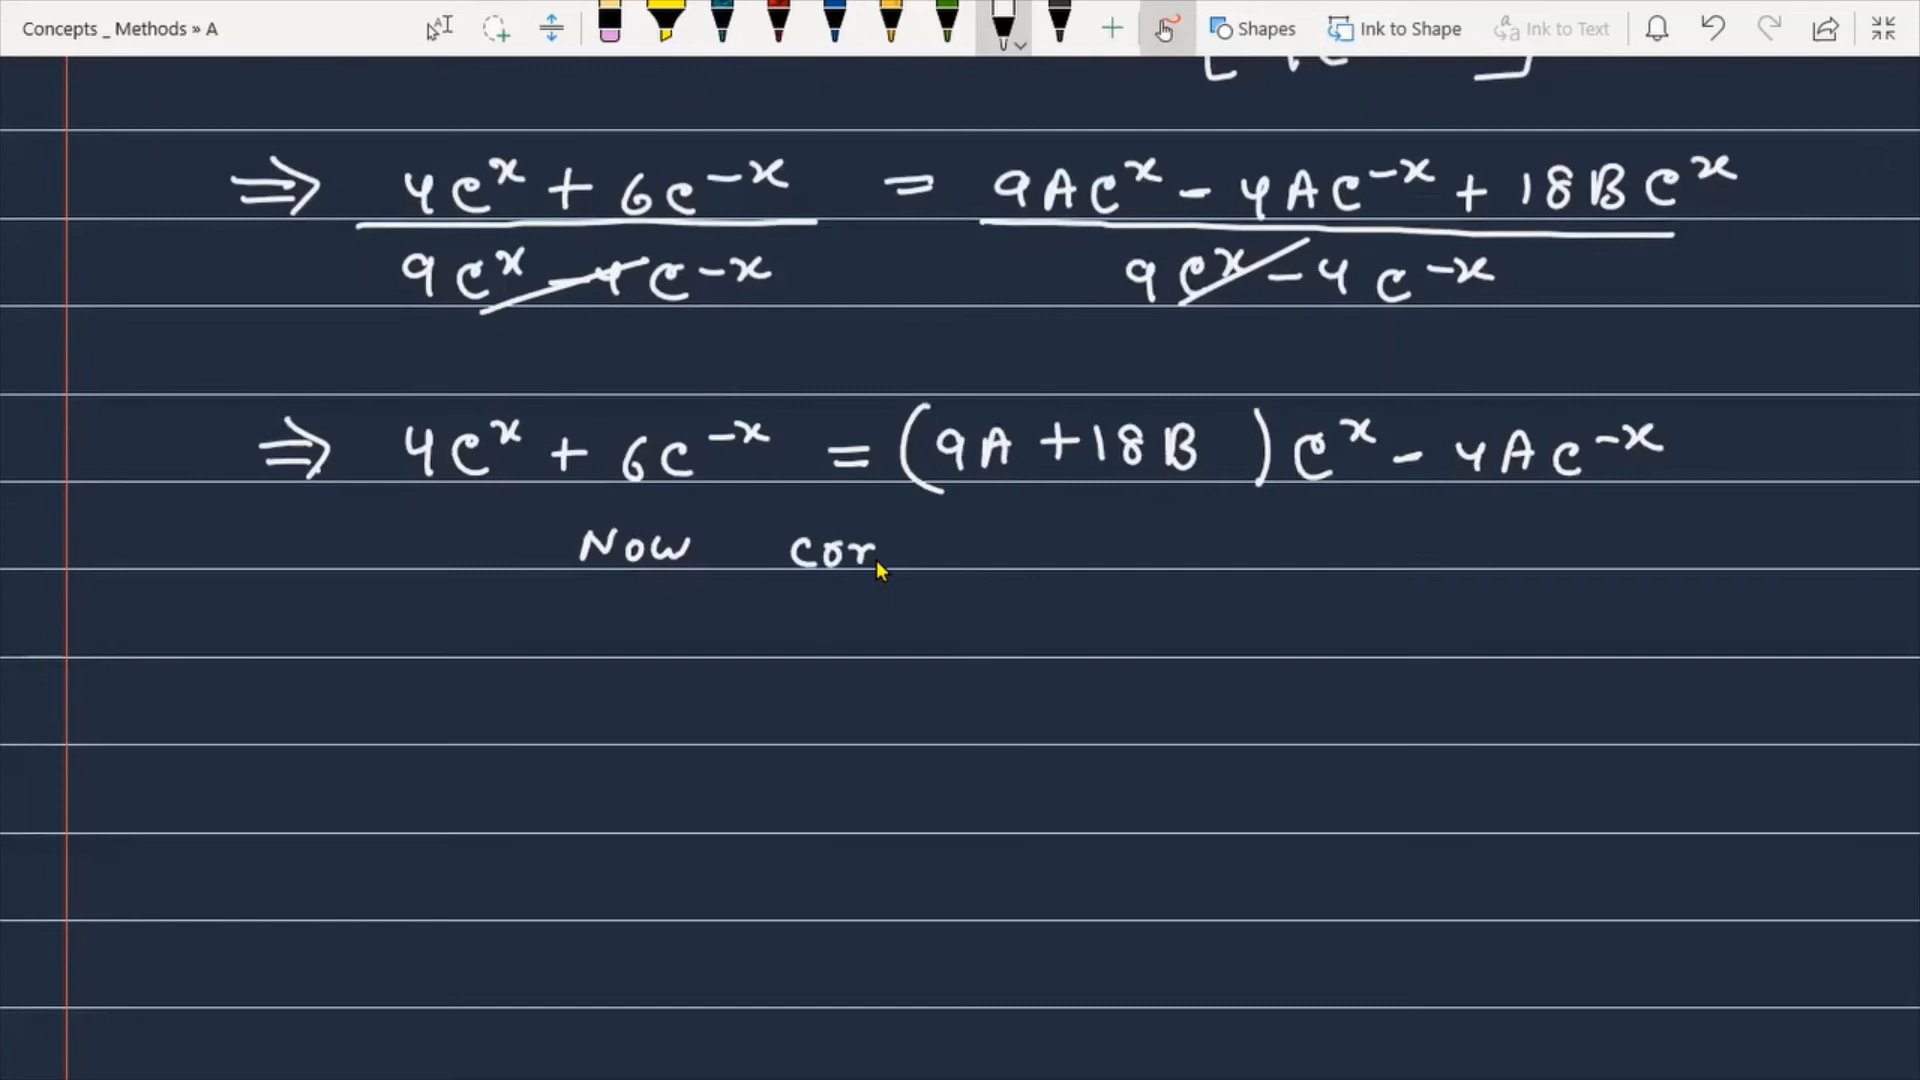 Concepts _ Methods » A
Shapes Ink to Shape Ink to Text
⇒ 4e^x + 6e^-x = 9Ae^x - 4Ae^-x + 18Be^x
9e^x - 4e^-x 9e^x - 4e^-x
⇒ 4e^x + 6e^-x = (9A + 18B) e^x - 4Ae^-x
Now cor